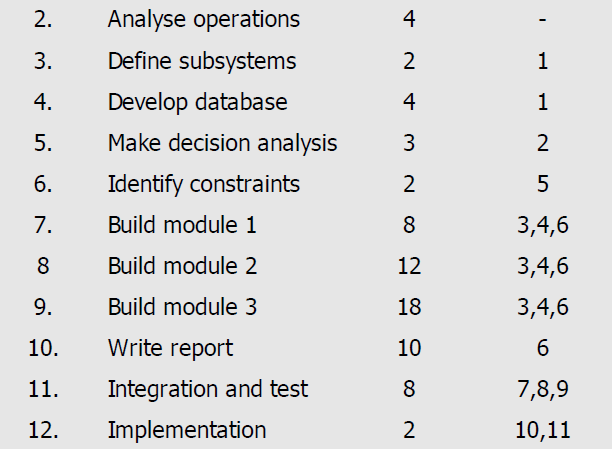 2. Analyse operations 4 -
3. Define subsystems 2 1
4. Develop database 4 1
5. Make decision analysis 3 2
6. Identify constraints 2 5
7. Build module 1 8 3,4,6
8 Build module 2 12 3,4,6
9. Build module 3 18 3,4,6
10. Write report 10 6
11. Integration and test 8 7,8,9
12. Implementation 2 10,11